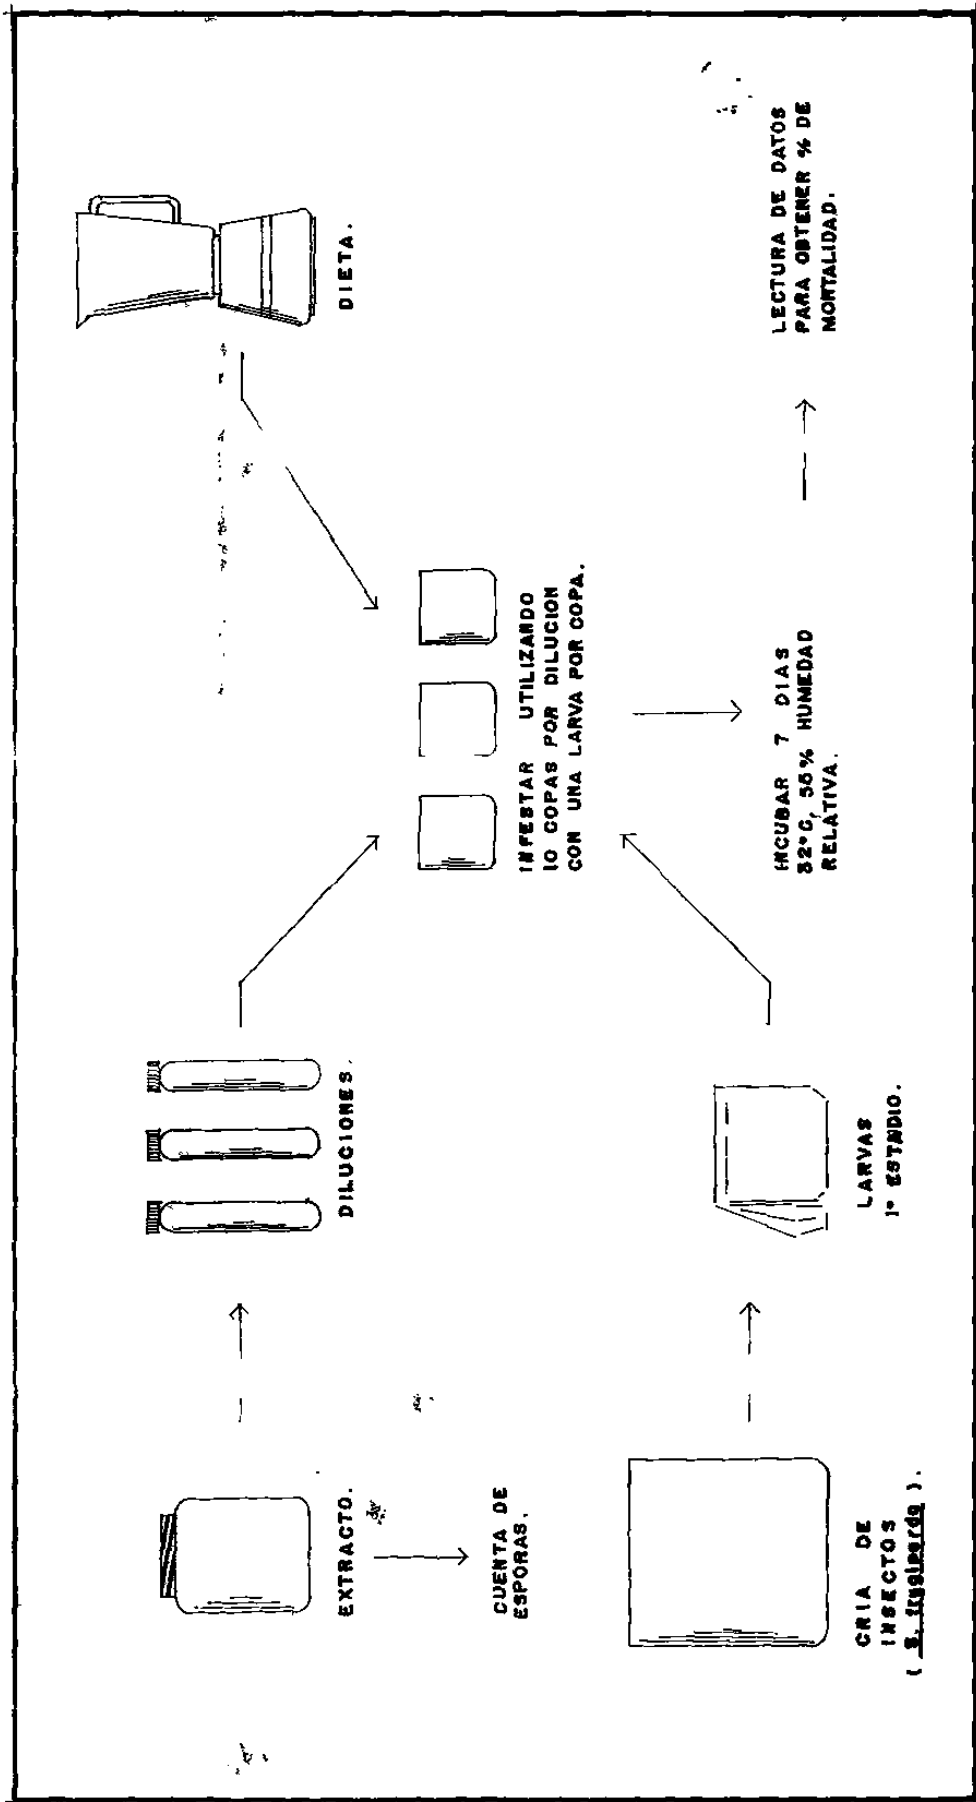 EXTRACTO.
CUENTA DE
ESPORAS.
DILUCIONES.
DIETA.
CRIA DE
INSECTOS
( S. frugiperda ).
LARVAS
1° ESTADIO.
INFESTAR UTILIZANDO
10 COPAS POR DILUCION
CON UNA LARVA POR COPA.
INCUBAR 7 DIAS
32°C, 55% HUMEDAD
RELATIVA.
LECTURA DE DATOS
PARA OBTENER % DE
MORTALIDAD.